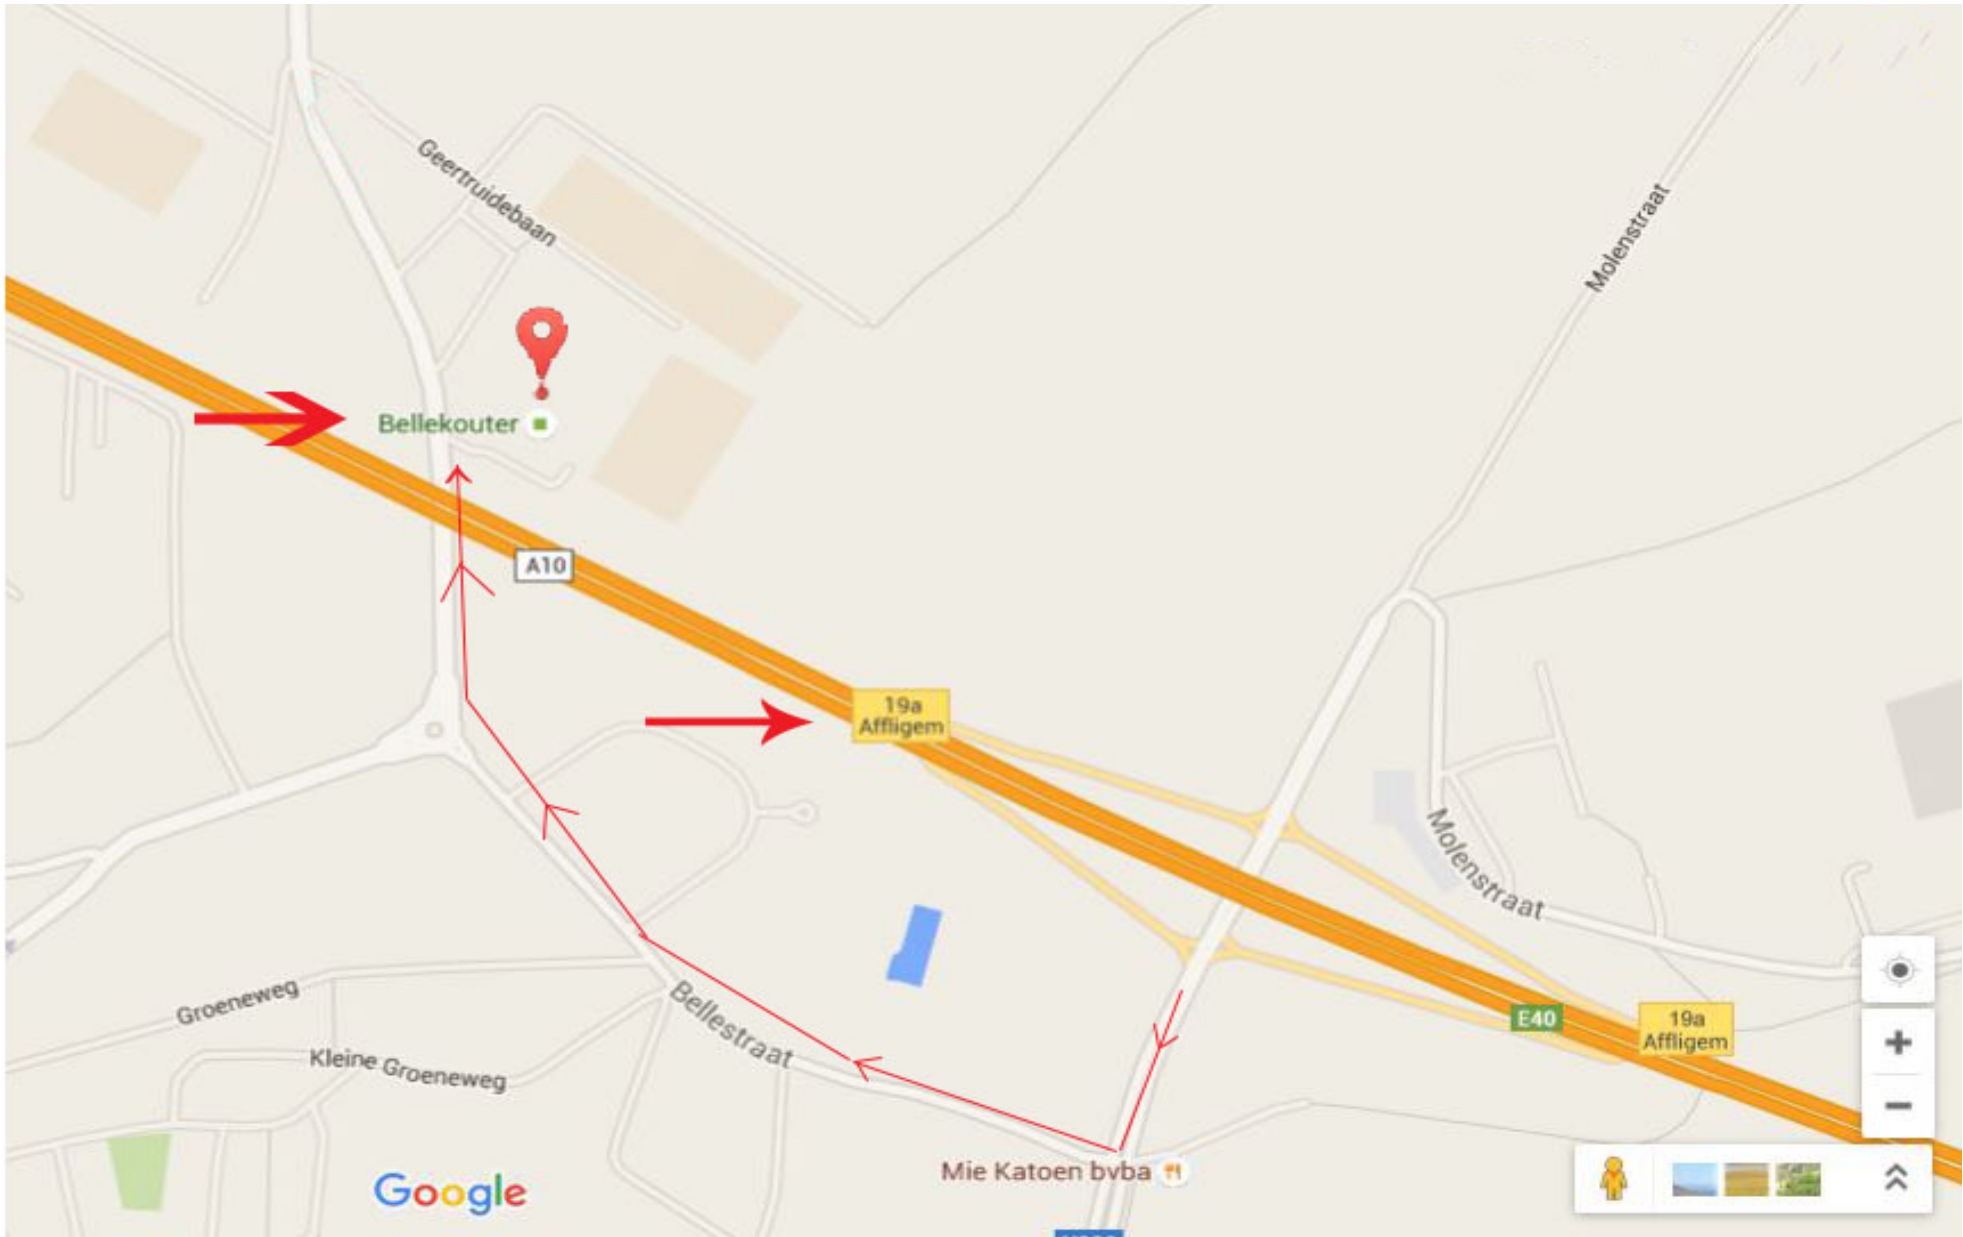 Geertruidebaan
Molenstraat
Bellekouter
A10
19a
Affligem
Molenstraat
Groeneweg
Bellestraat
E40
19a
Affligem
Kleine Groeneweg
Mie Katoen bvba
Google